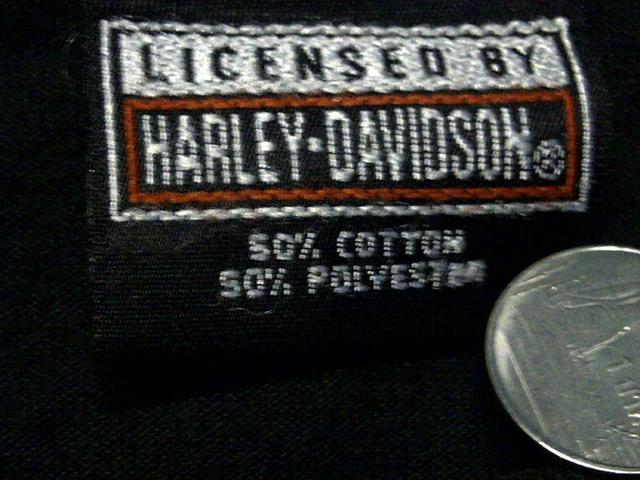 LICENSED BY
HARLEY-DAVIDSON®
50% COTTON
50% POLYESTER